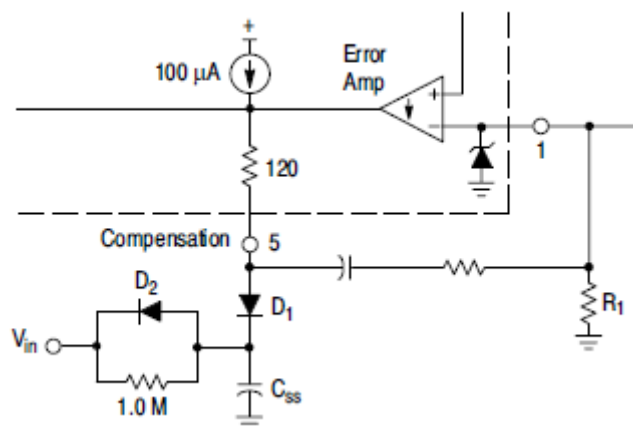 +
100 μA
Error
Amp
+
−
1
120
Compensation
5
D2
D1
Vin
1.0 M
Css
R1